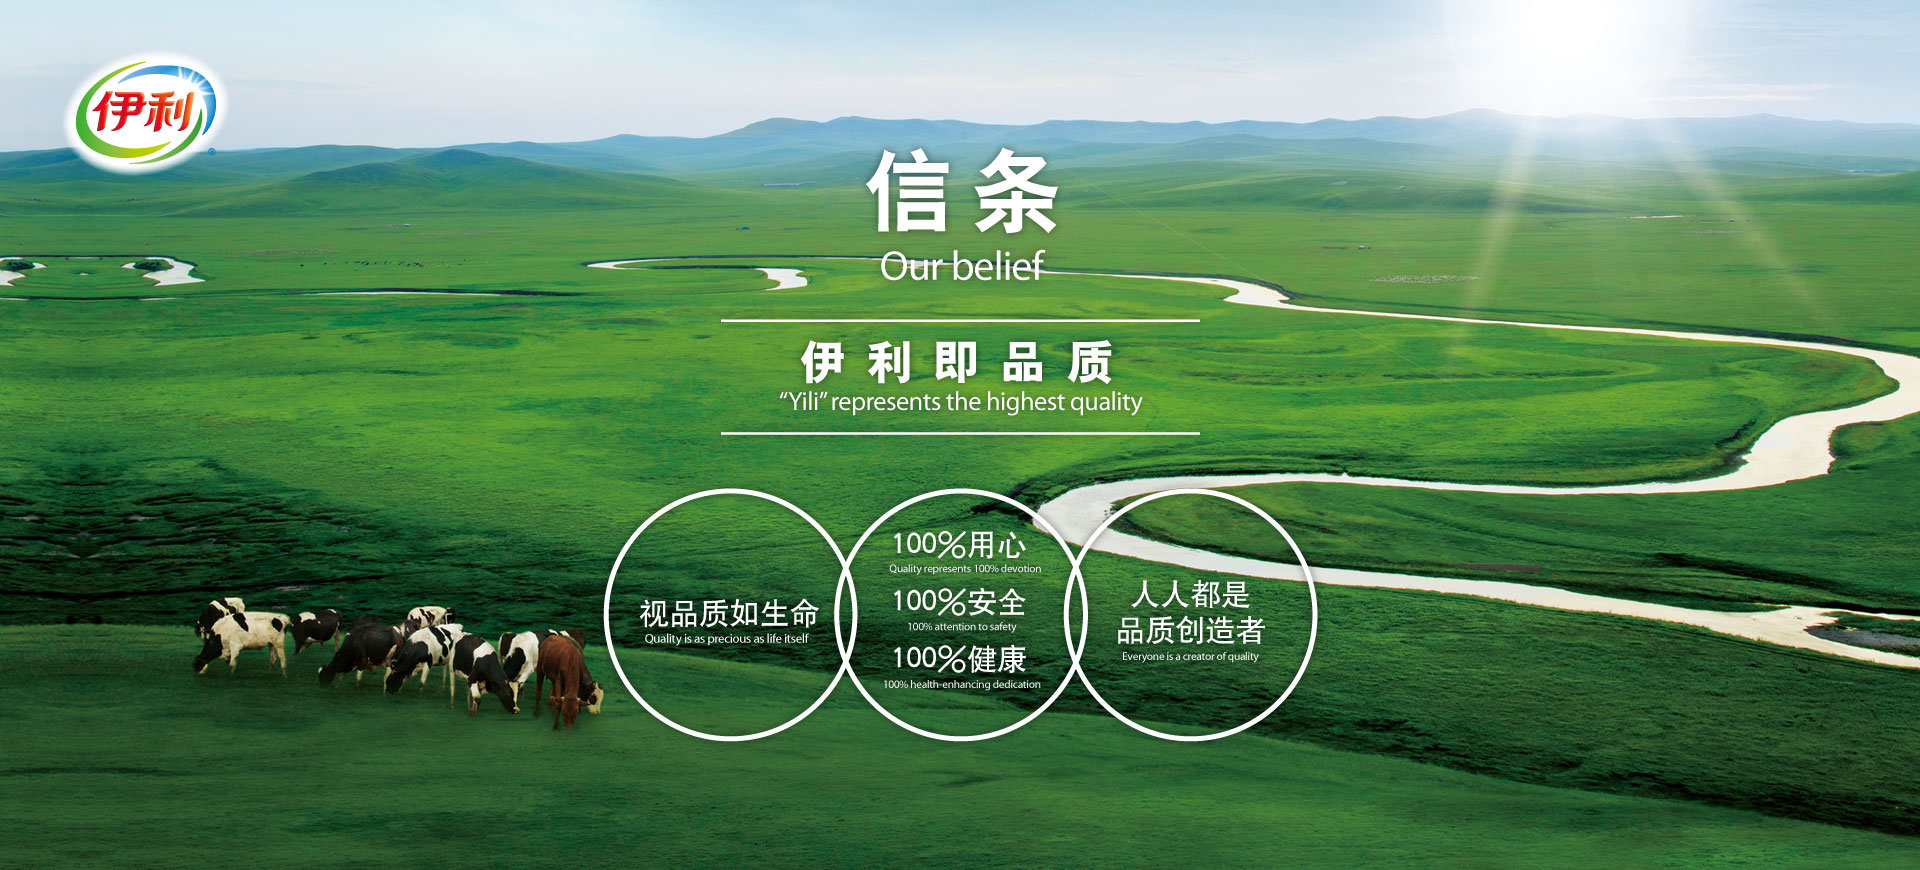 伊利
®
信条
Our belief
伊利即品质
“Yili” represents the highest quality
视品质如生命
Quality is as precious as life itself
100%用心
Quality represents 100% devotion
100%安全
100% attention to safety
100%健康
100% health-enhancing dedication
人人都是
品质创造者
Everyone is a creator of quality